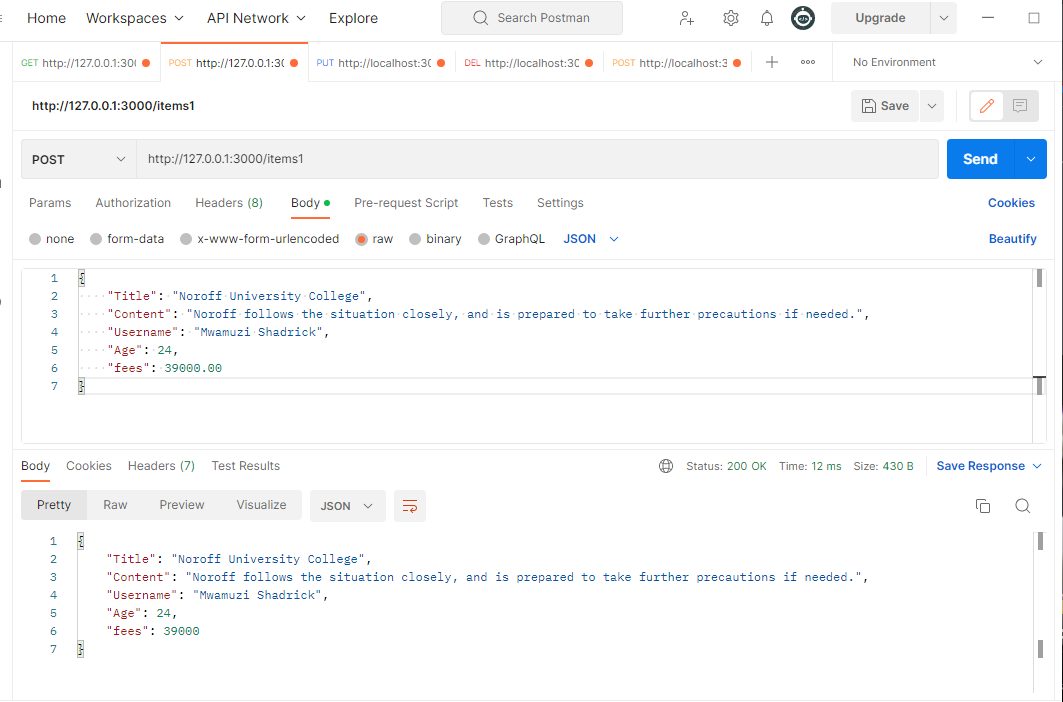 Home Workspaces API Network Explore Search Postman Upgrade
GET http://127.0.0.1:300 POST http://127.0.0.1:30 PUT http://localhost:30 DEL http://localhost:30 POST http://localhost:3 No Environment
http://127.0.0.1:3000/items1 Save
POST http://127.0.0.1:3000/items1 Send
Params Authorization Headers (8) Body Pre-request Script Tests Settings Cookies
none form-data x-www-form-urlencoded raw binary GraphQL JSON Beautify
1 {
2 "Title": "Noroff University College",
3 "Content": "Noroff follows the situation closely, and is prepared to take further precautions if needed.",
4 "Username": "Mwamuzi Shadrick",
5 "Age": 24,
6 "fees": 39000.00
7 }
Body Cookies Headers (7) Test Results Status: 200 OK Time: 12 ms Size: 430 B Save Response
Pretty Raw Preview Visualize JSON
1 {
2 "Title": "Noroff University College",
3 "Content": "Noroff follows the situation closely, and is prepared to take further precautions if needed.",
4 "Username": "Mwamuzi Shadrick",
5 "Age": 24,
6 "fees": 39000
7 }